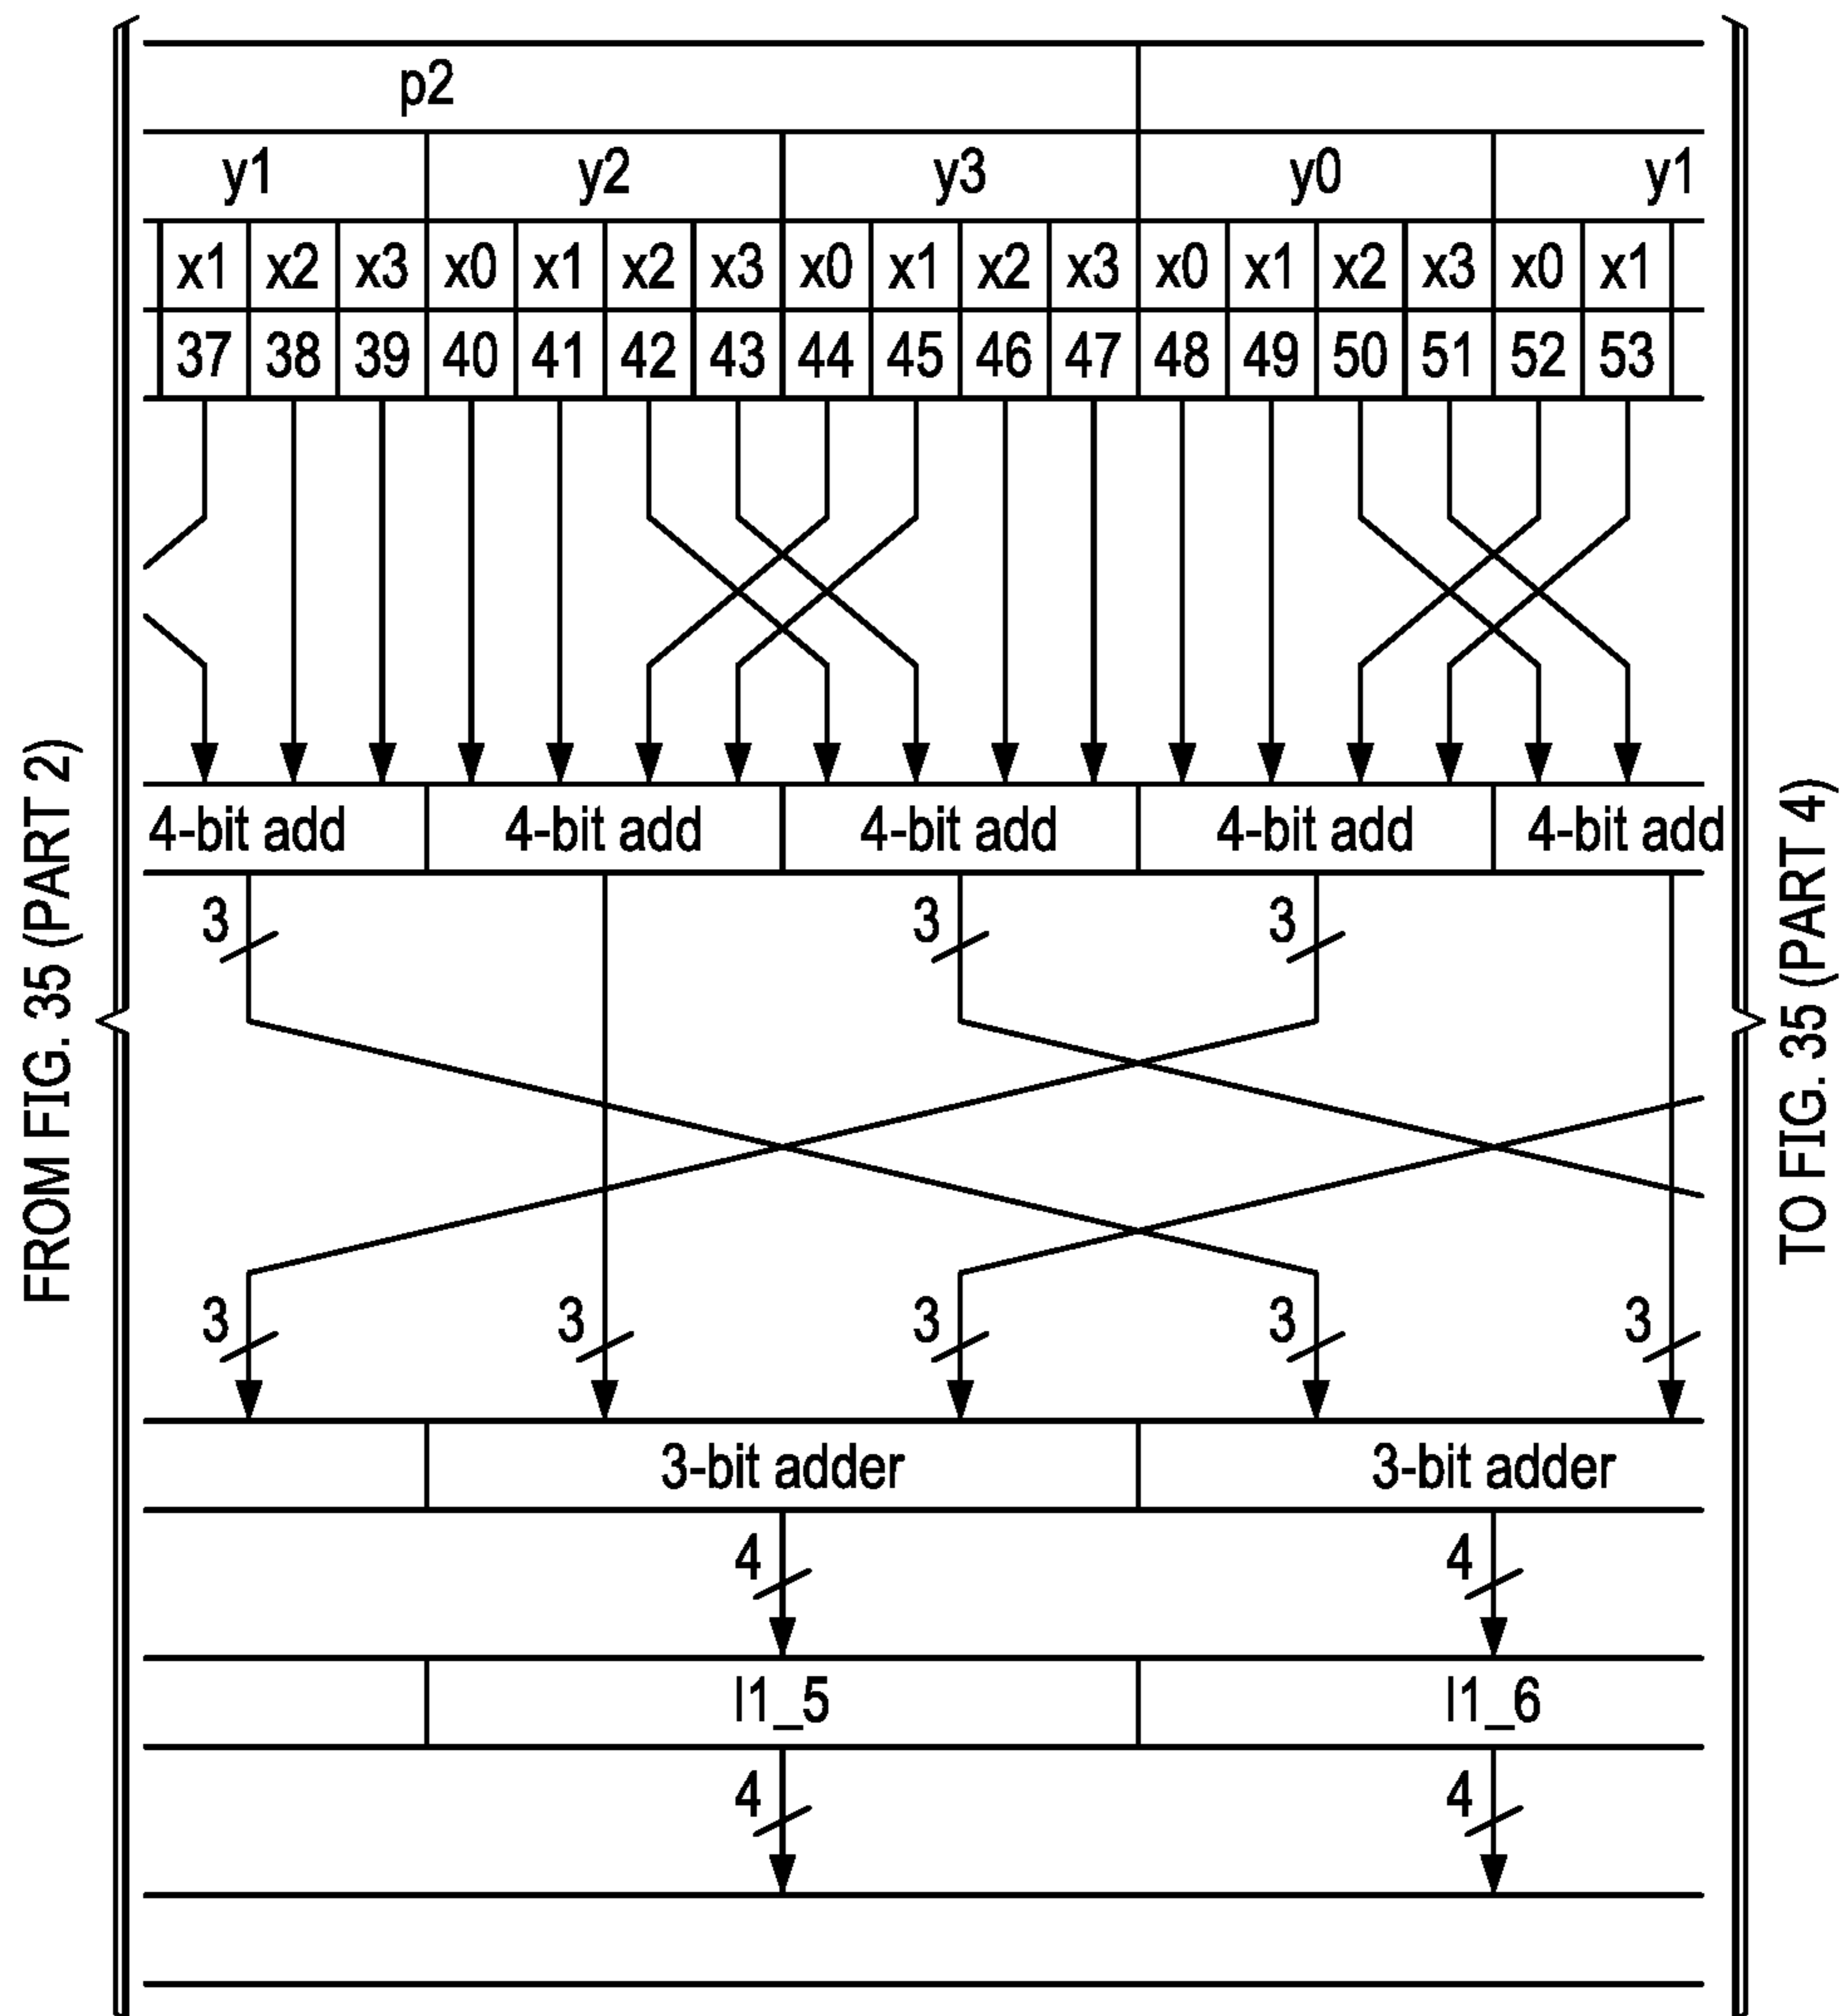 p2
y1 y2 y3 y0 y1
x1 x2 x3 x0 x1 x2 x3 x0 x1 x2 x3 x0 x1 x2 x3 x0 x1
37 38 39 40 41 42 43 44 45 46 47 48 49 50 51 52 53
4-bit add 4-bit add 4-bit add 4-bit add 4-bit add
3 3 3
3 3 3 3 3
3-bit adder 3-bit adder
4 4
l1_5 l1_6
4 4
FROM FIG. 35 (PART 2)
TO FIG. 35 (PART 4)